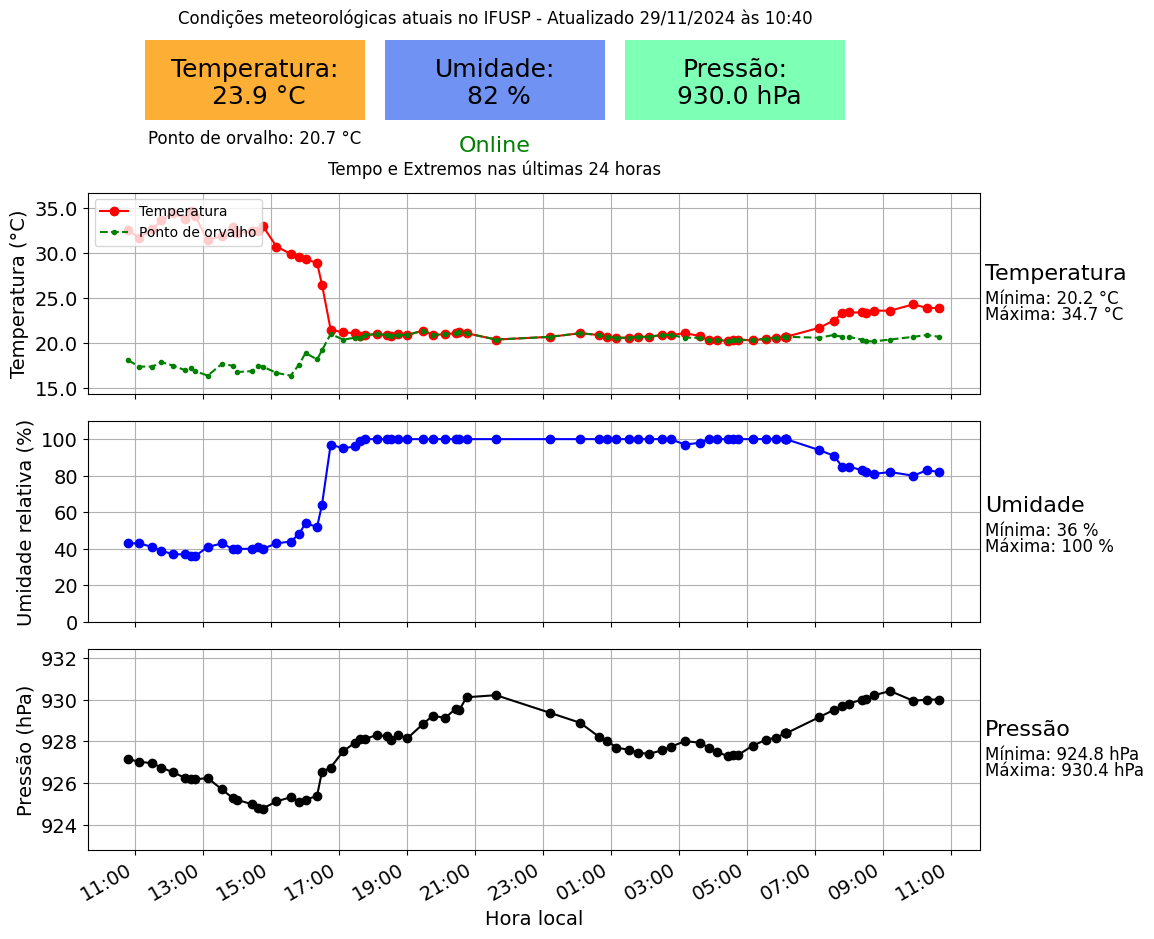 Condições meteorológicas atuais no IFUSP - Atualizado 29/11/2024 às 10:40
Temperatura:
23.9 °C
Umidade:
82 %
Pressão:
930.0 hPa
Ponto de orvalho: 20.7 °C
Online
Tempo e Extremos nas últimas 24 horas
Temperatura (°C)
35.0
30.0
25.0
20.0
15.0
Temperatura
Ponto de orvalho
Temperatura
Mínima: 20.2 °C
Máxima: 34.7 °C
Umidade relativa (%)
100
80
60
40
20
0
Umidade
Mínima: 36 %
Máxima: 100 %
Pressão (hPa)
932
930
928
926
924
Pressão
Mínima: 924.8 hPa
Máxima: 930.4 hPa
11:00 13:00 15:00 17:00 19:00 21:00 23:00 01:00 03:00 05:00 07:00 09:00 11:00
Hora local